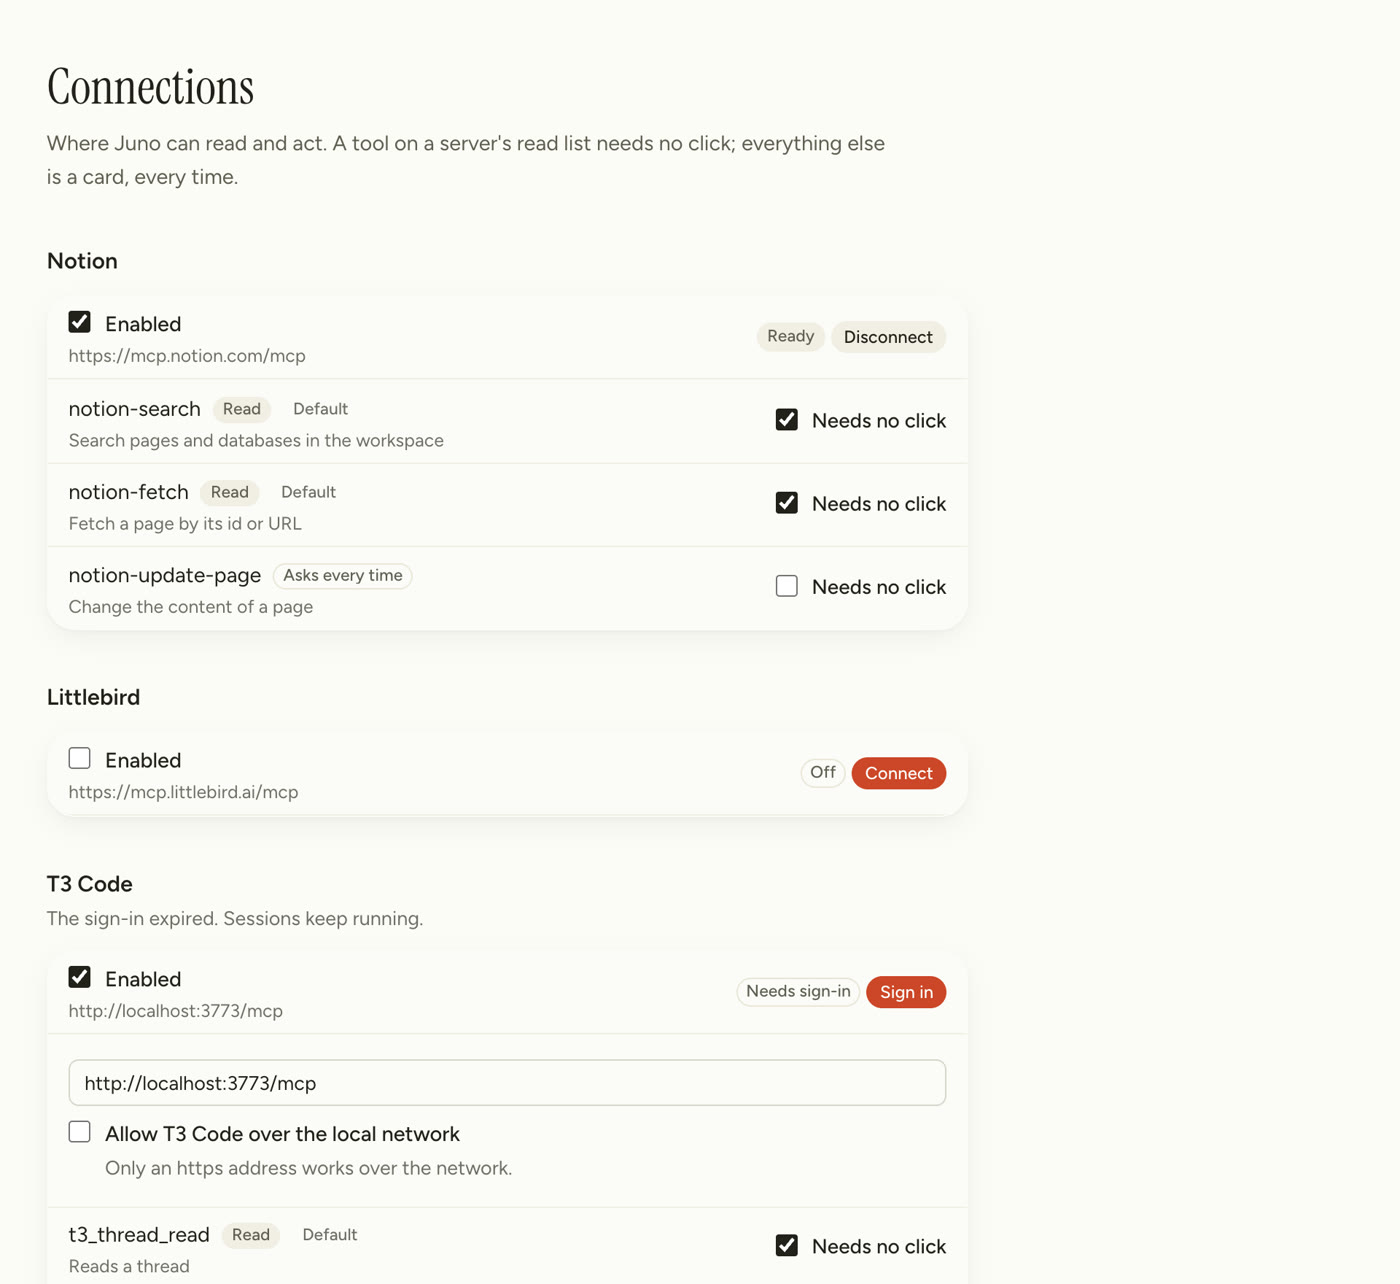 Connections
Where Juno can read and act. A tool on a server's read list needs no click; everything else
is a card, every time.
Notion
Enabled
https://mcp.notion.com/mcp
Ready
Disconnect
notion-search Read Default
Search pages and databases in the workspace
Needs no click
notion-fetch Read Default
Fetch a page by its id or URL
Needs no click
notion-update-page Asks every time
Change the content of a page
Needs no click
Littlebird
Enabled
https://mcp.littlebird.ai/mcp
Off
Connect
T3 Code
The sign-in expired. Sessions keep running.
Enabled
http://localhost:3773/mcp
Needs sign-in
Sign in
http://localhost:3773/mcp
Allow T3 Code over the local network
Only an https address works over the network.
t3_thread_read Read Default
Reads a thread
Needs no click